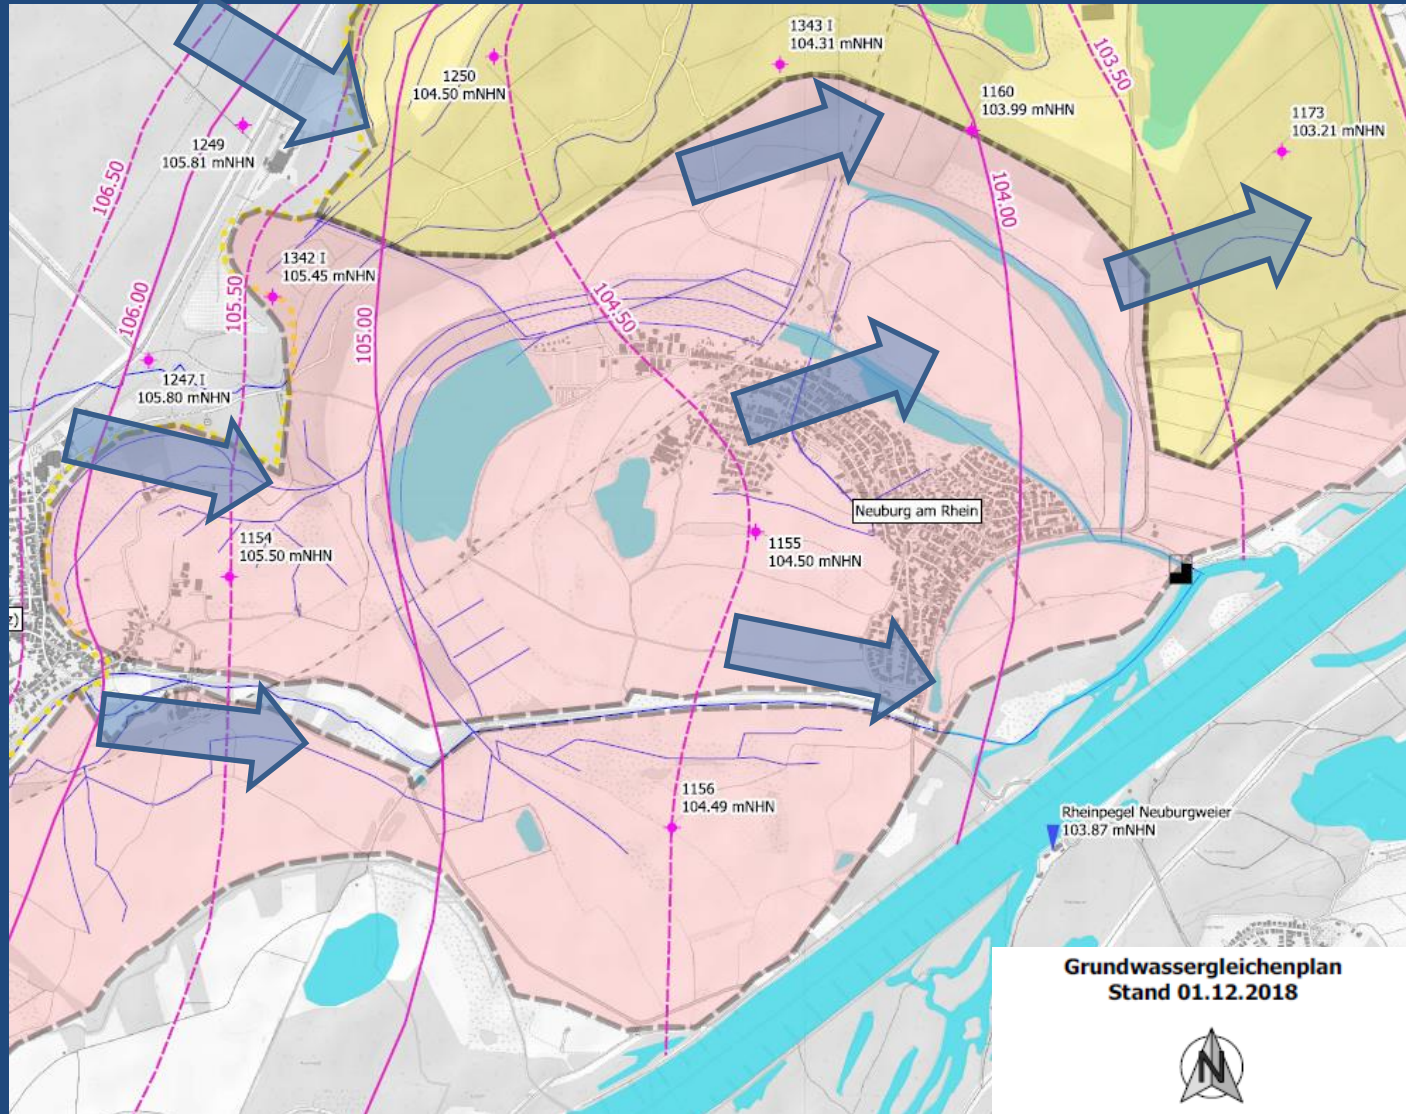 1343 I
104.31 mNHN
103.50
1250
104.50 mNHN
1160
103.99 mNHN
1173
103.21 mNHN
1249
105.81 mNHN
106.50
104.00
1342 I
105.45 mNHN
106.00
105.50
105.00
104.50
1247 I
105.80 mNHN
Neuburg am Rhein
1154
105.50 mNHN
1155
104.50 mNHN
z)
1156
104.49 mNHN
Rheinpegel Neuburgweier
103.87 mNHN
Grundwassergleichenplan
Stand 01.12.2018
N